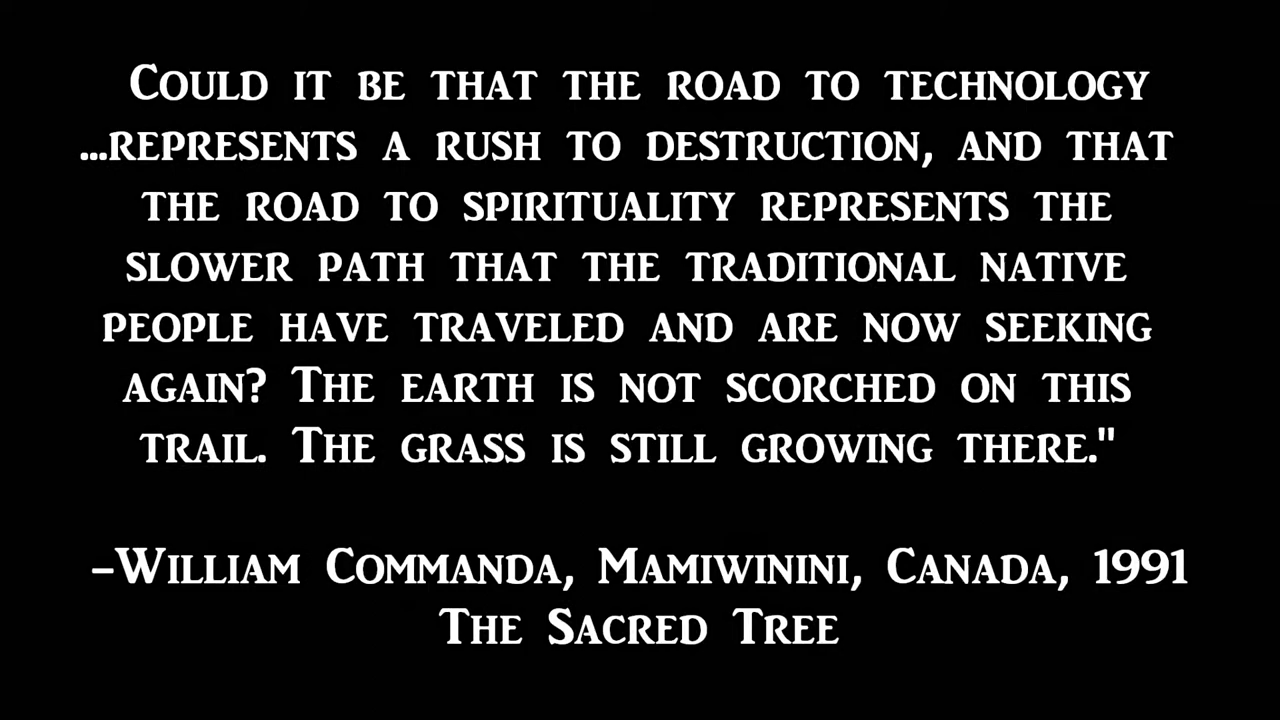 Could it be that the road to technology
...represents a rush to destruction, and that
the road to spirituality represents the
slower path that the traditional native
people have traveled and are now seeking
again? The earth is not scorched on this
trail. The grass is still growing there."
–William Commanda, Mamiwinini, Canada, 1991
The Sacred Tree